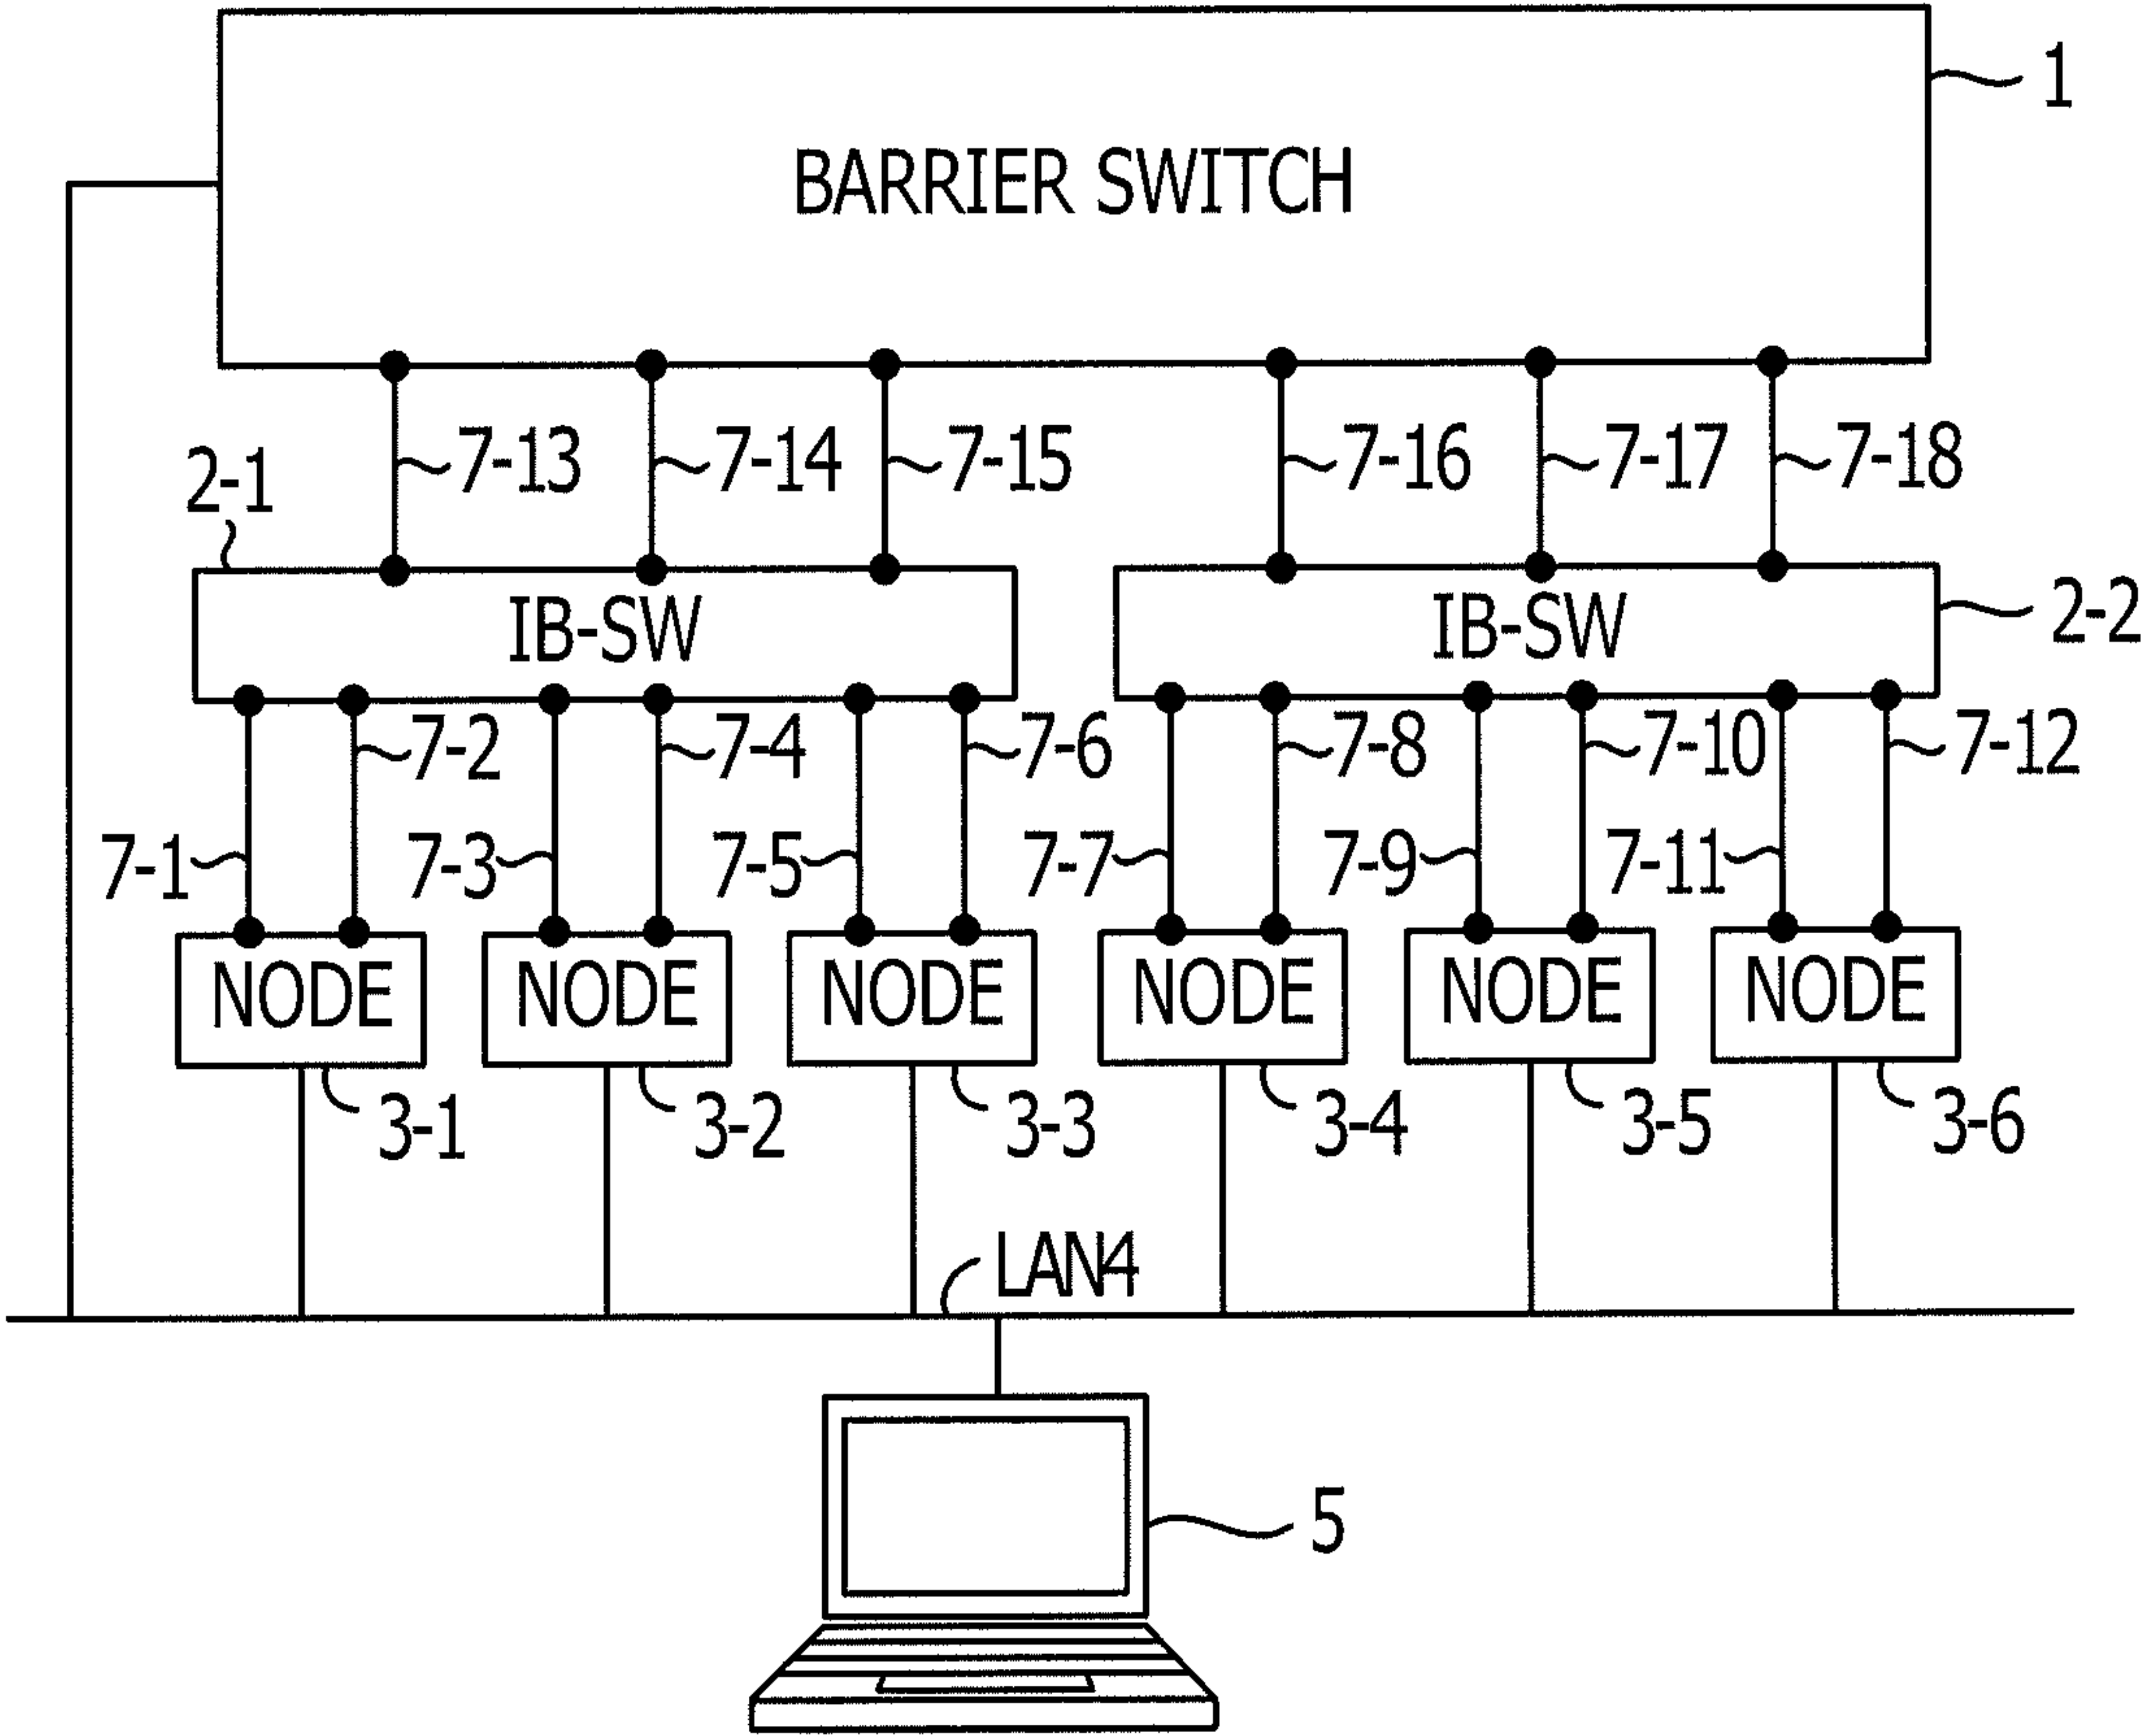 1
BARRIER SWITCH
7-13
7-14
7-15
7-16
7-17
7-18
2-1
IB-SW
IB-SW
2-2
7-2
7-4
7-6
7-8
7-10
7-12
7-1
7-3
7-5
7-7
7-9
7-11
NODE
NODE
NODE
NODE
NODE
NODE
3-1
3-2
3-3
3-4
3-5
3-6
LAN4
5